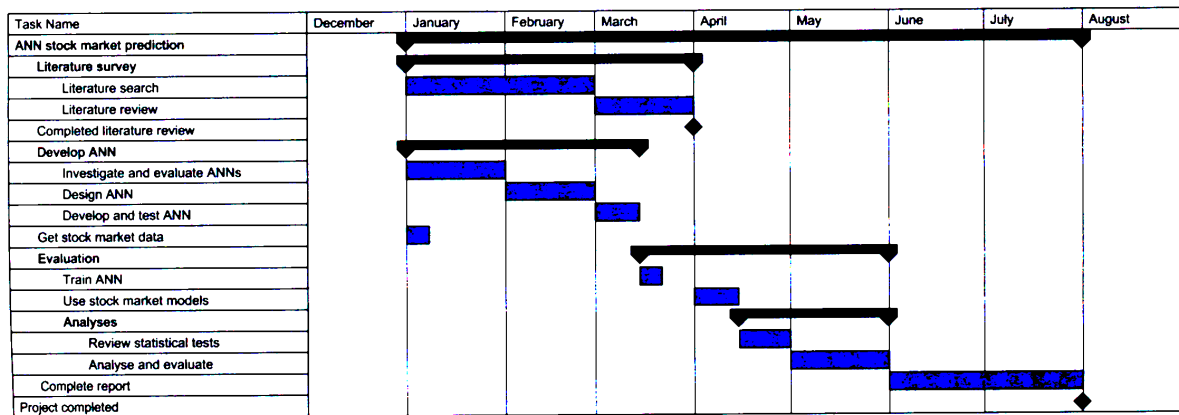 Task Name December January February March April May June July August
ANN stock market prediction
Literature survey
Literature search
Literature review
Completed literature review
Develop ANN
Investigate and evaluate ANNs
Design ANN
Develop and test ANN
Get stock market data
Evaluation
Train ANN
Use stock market models
Analyses
Review statistical tests
Analyse and evaluate
Complete report
Project completed